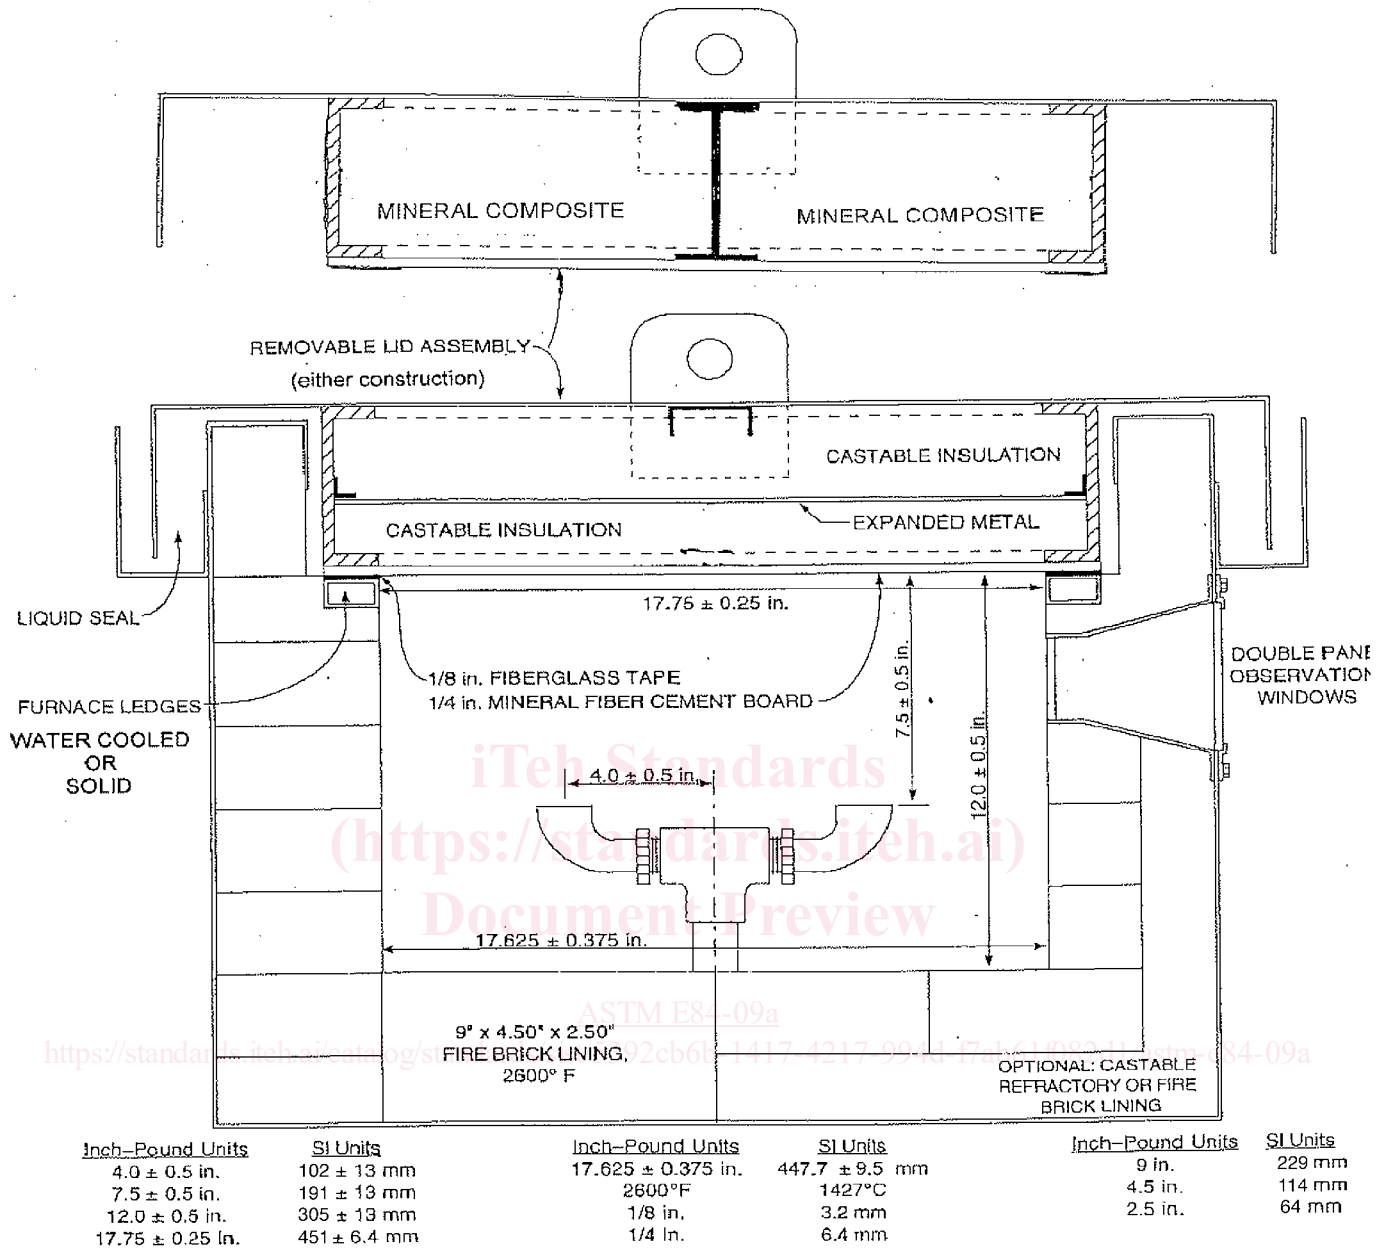 MINERAL COMPOSITE
MINERAL COMPOSITE
REMOVABLE LID ASSEMBLY
(either construction)
CASTABLE INSULATION
EXPANDED METAL
CASTABLE INSULATION
17.75 ± 0.25 in.
LIQUID SEAL
1/8 in. FIBERGLASS TAPE
1/4 in. MINERAL FIBER CEMENT BOARD
7.5 ± 0.5 in.
DOUBLE PANE
OBSERVATION
WINDOWS
FURNACE LEDGES
WATER COOLED
OR
SOLID
12.0 ± 0.5 in.
iTeh Standards
4.0 ± 0.5 in.
(https://standards.iteh.ai)
Document Preview
17.625 ± 0.375 in.
ASTM E84-09a
9" x 4.50" x 2.50"
FIRE BRICK LINING,
2600° F
OPTIONAL: CASTABLE
REFRACTORY OR FIRE
BRICK LINING
Inch-Pound Units SI Units
4.0 ± 0.5 in. 102 ± 13 mm
7.5 ± 0.5 in. 191 ± 13 mm
12.0 ± 0.5 in. 305 ± 13 mm
17.75 ± 0.25 in. 451 ± 6.4 mm
Inch-Pound Units SI Units
17.625 ± 0.375 in. 447.7 ± 9.5 mm
2600°F 1427°C
1/8 in. 3.2 mm
1/4 in. 6.4 mm
Inch-Pound Units SI Units
9 in. 229 mm
4.5 in. 114 mm
2.5 in. 64 mm